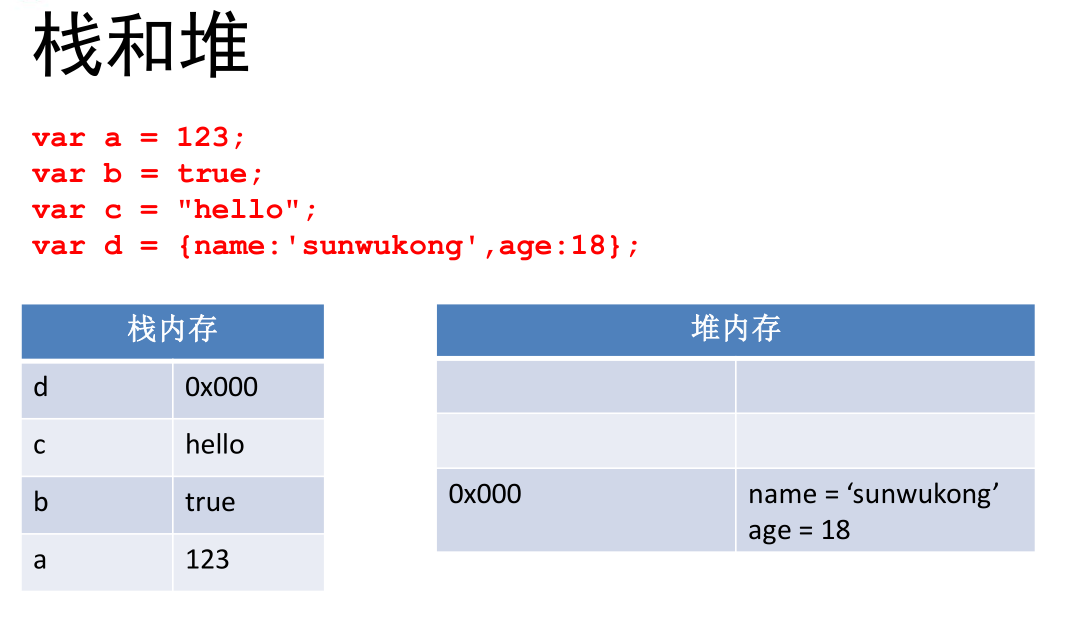 栈和堆
var a = 123;
var b = true;
var c = "hello";
var d = {name:'sunwukong',age:18};
栈内存
d 0x000
c hello
b true
a 123
堆内存
0x000 name = ‘sunwukong’
age = 18